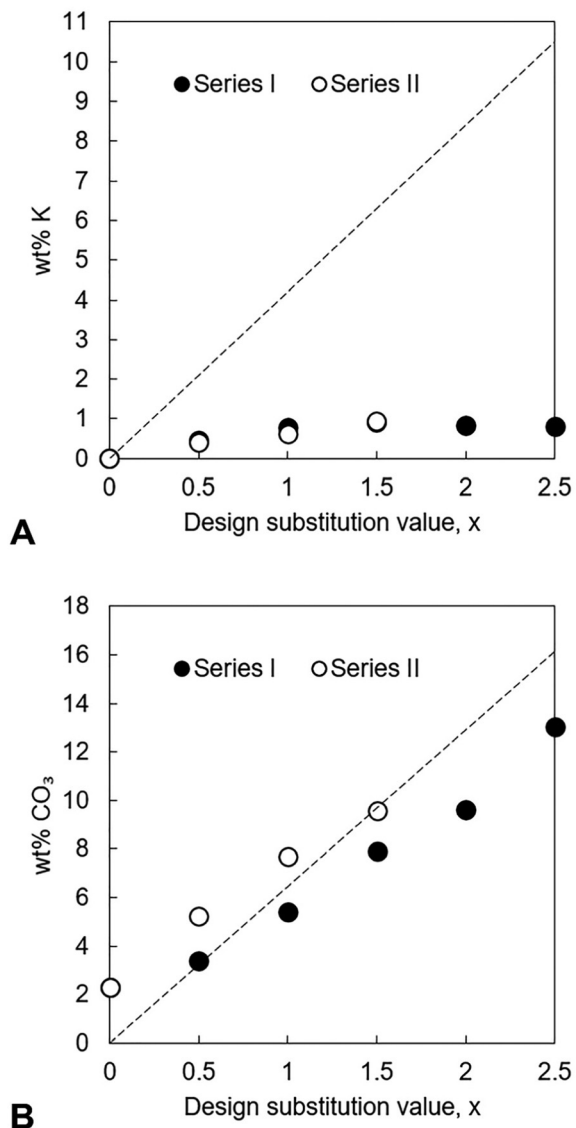 11
10
9
8
7
6
5
4
3
2
1
0
wt% K
Series I Series II
0 0.5 1 1.5 2 2.5
Design substitution value, x
A
18
16
14
12
10
8
6
4
2
0
wt% CO₃
Series I Series II
0 0.5 1 1.5 2 2.5
Design substitution value, x
B